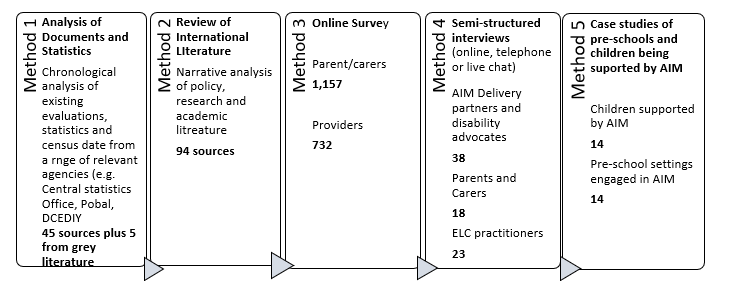 Method 1
Analysis of
Documents and
Statistics
Chronological
analysis of
existing
evaluations,
statistics and
census date from
a rnge of relevant
agencies (e.g.
Central statistics
Office, Pobal,
DCEDIY
45 sources plus 5
from grey
literature
Method 2
Review of
International
LIterature
Narrative analysis
of policy,
research and
academic
litreature
94 sources
Method 3
Online Survey
Parent/carers
1,157
Providers
732
Method 4
Semi-structured
interviews
(online, telephone
or live chat)
AIM Delivery
partners and
disability
advocates
38
Parents and
Carers
18
ELC practitioners
23
Method 5
Case studies of
pre-schools and
children being
suported by AIM
Children supported
by AIM
14
Pre-school settings
engaged in AIM
14